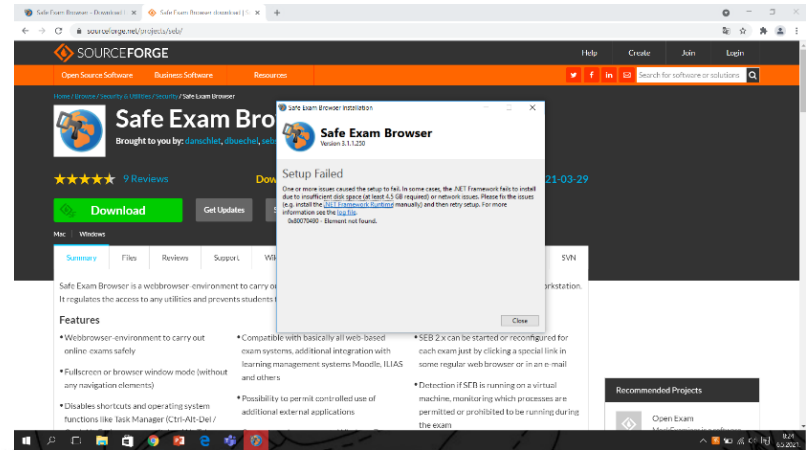 Safe Exam Browser - Download
Safe Exam Browser download | S
sourceforge.net/projects/seb/
SOURCEFORGE
Help
Create
Join
Login
Open Source Software
Business Software
Resources
Search for software or solutions
Home / Browse / Security & Utilities / Security / Safe Exam Browser
Safe Exam Bro
Brought to you by: danschlet, dbuechel, seb
9 Reviews
Dow
21-03-29
Download
Get Updates
S
Mac
Windows
Summary
Files
Reviews
Support
Wi
SVN
Safe Exam Browser is a webbrowser-environment to carry o
rkstation.
It regulates the access to any utilities and prevents students
Features
Webbrowser-environment to carry out
online-exams safely
Fullscreen or browser window mode (without
any navigation elements)
Disables shortcuts and operating system
functions like Task Manager (Ctrl-Alt-Del /
Compatible with basically all web-based
exam systems, additional integration with
learning management systems Moodle, ILIAS
and others
Possibility to permit controlled use of
additional external applications
SEB 2.x can be started or reconfigured for
each exam just by clicking a special link in
some regular web browser or in an e-mail
Detection if SEB is running on a virtual
machine, monitoring which processes are
permitted or prohibited to be running during
the exam
Recommended Projects
Open Exam
Safe Exam Browser Installation
Safe Exam Browser
Version 3.1.1.250
Setup Failed
One or more issues caused the setup to fail. In some cases, the .NET Framework fails to install
due to insufficient disk space (at least 4.5 GB required) or network issues. Please fix the issues
(e.g. install the .NET Framework Runtime manually) and then retry setup. For more
information see the log file.
0x80070490 - Element not found.
Close
6.5.2021